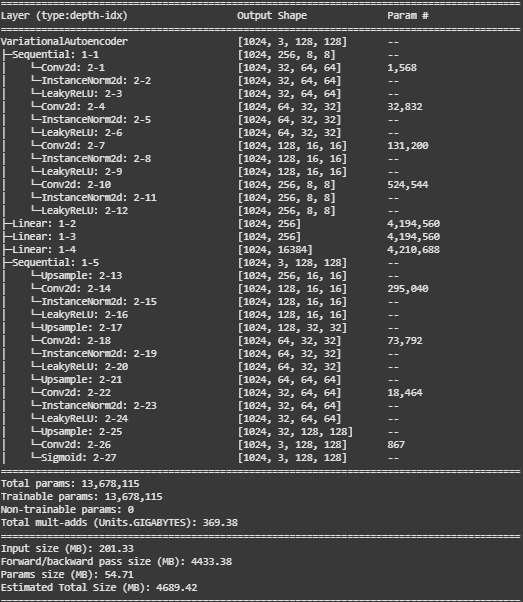 ==========================================================================================
Layer (type:depth-idx)                   Output Shape              Param #
==========================================================================================
VariationalAutoencoder                   [1024, 3, 128, 128]       --
├─Sequential: 1-1                        [1024, 256, 8, 8]         --
│    └─Conv2d: 2-1                       [1024, 32, 64, 64]        1,568
│    └─InstanceNorm2d: 2-2               [1024, 32, 64, 64]        --
│    └─LeakyReLU: 2-3                    [1024, 32, 64, 64]        --
│    └─Conv2d: 2-4                       [1024, 64, 32, 32]        32,832
│    └─InstanceNorm2d: 2-5               [1024, 64, 32, 32]        --
│    └─LeakyReLU: 2-6                    [1024, 64, 32, 32]        --
│    └─Conv2d: 2-7                       [1024, 128, 16, 16]       131,200
│    └─InstanceNorm2d: 2-8               [1024, 128, 16, 16]       --
│    └─LeakyReLU: 2-9                    [1024, 128, 16, 16]       --
│    └─Conv2d: 2-10                      [1024, 256, 8, 8]         524,544
│    └─InstanceNorm2d: 2-11              [1024, 256, 8, 8]         --
│    └─LeakyReLU: 2-12                   [1024, 256, 8, 8]         --
├─Linear: 1-2                            [1024, 256]               4,194,560
├─Linear: 1-3                            [1024, 256]               4,194,560
├─Linear: 1-4                            [1024, 16384]             4,210,688
├─Sequential: 1-5                        [1024, 3, 128, 128]       --
│    └─Upsample: 2-13                    [1024, 256, 16, 16]       --
│    └─Conv2d: 2-14                      [1024, 128, 16, 16]       295,040
│    └─InstanceNorm2d: 2-15              [1024, 128, 16, 16]       --
│    └─LeakyReLU: 2-16                   [1024, 128, 16, 16]       --
│    └─Upsample: 2-17                    [1024, 128, 32, 32]       --
│    └─Conv2d: 2-18                      [1024, 64, 32, 32]        73,792
│    └─InstanceNorm2d: 2-19              [1024, 64, 32, 32]        --
│    └─LeakyReLU: 2-20                   [1024, 64, 32, 32]        --
│    └─Upsample: 2-21                    [1024, 64, 64, 64]        --
│    └─Conv2d: 2-22                      [1024, 32, 64, 64]        18,464
│    └─InstanceNorm2d: 2-23              [1024, 32, 64, 64]        --
│    └─LeakyReLU: 2-24                   [1024, 32, 64, 64]        --
│    └─Upsample: 2-25                    [1024, 32, 128, 128]      --
│    └─Conv2d: 2-26                      [1024, 3, 128, 128]       867
│    └─Sigmoid: 2-27                     [1024, 3, 128, 128]       --
==========================================================================================
Total params: 13,678,115
Trainable params: 13,678,115
Non-trainable params: 0
Total mult-adds (Units.GIGABYTES): 369.38
==========================================================================================
Input size (MB): 201.33
Forward/backward pass size (MB): 4433.38
Params size (MB): 54.71
Estimated Total Size (MB): 4689.42
==========================================================================================